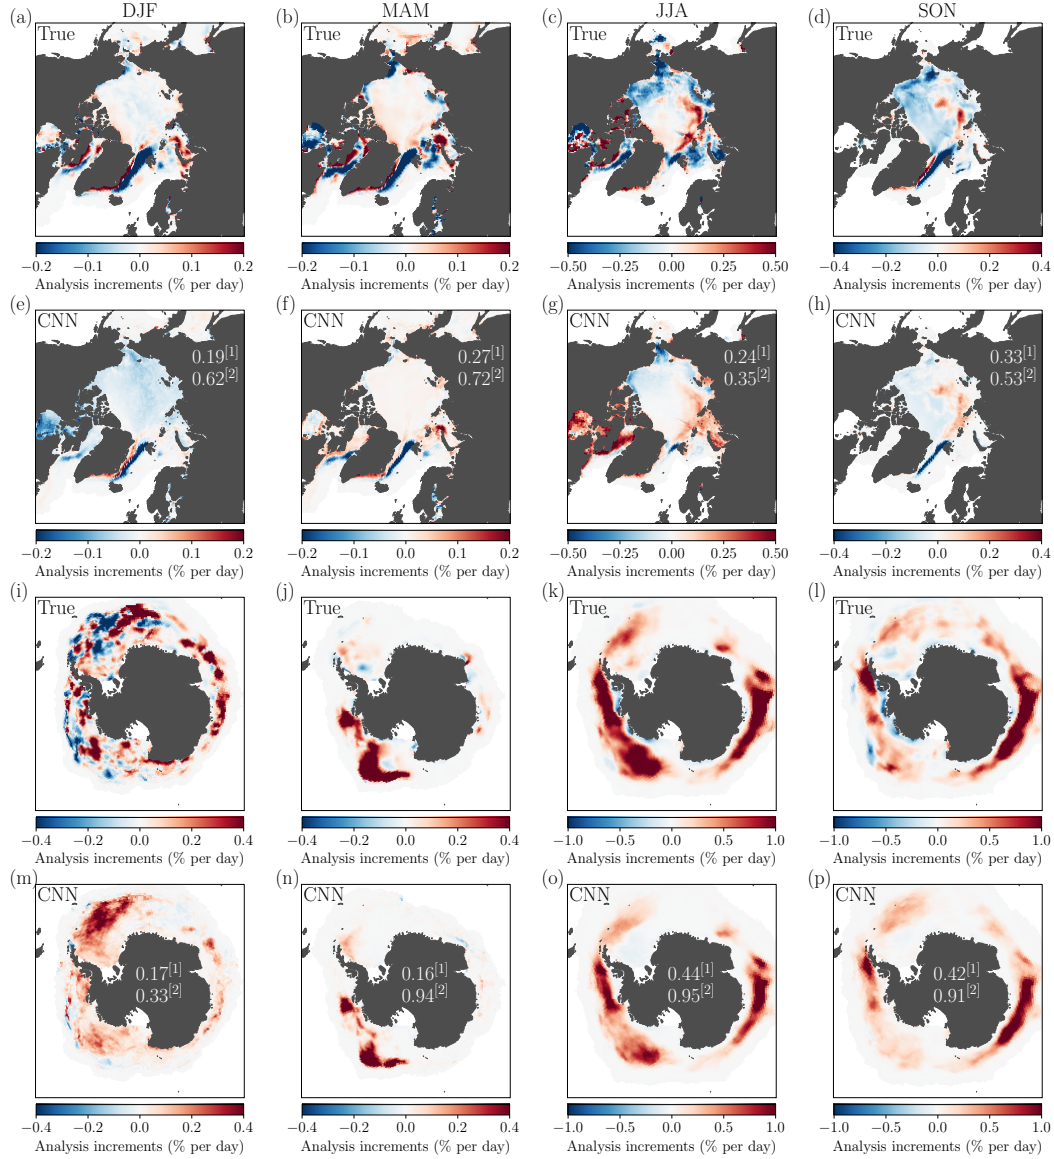 DJF MAM JJA SON
(a) (b) (c) (d)
True True True True
−0.2 −0.1 0.0 0.1 0.2 −0.2 −0.1 0.0 0.1 0.2 −0.50 −0.25 0.00 0.25 0.50 −0.4 −0.2 0.0 0.2 0.4
Analysis increments (% per day) Analysis increments (% per day) Analysis increments (% per day) Analysis increments (% per day)
(e) (f) (g) (h)
CNN CNN CNN CNN
0.19[1] 0.27[1] 0.24[1] 0.33[1]
0.62[2] 0.72[2] 0.35[2] 0.53[2]
−0.2 −0.1 0.0 0.1 0.2 −0.2 −0.1 0.0 0.1 0.2 −0.50 −0.25 0.00 0.25 0.50 −0.4 −0.2 0.0 0.2 0.4
Analysis increments (% per day) Analysis increments (% per day) Analysis increments (% per day) Analysis increments (% per day)
(i) (j) (k) (l)
True True True True
−0.4 −0.2 0.0 0.2 0.4 −0.4 −0.2 0.0 0.2 0.4 −1.0 −0.5 0.0 0.5 1.0 −1.0 −0.5 0.0 0.5 1.0
Analysis increments (% per day) Analysis increments (% per day) Analysis increments (% per day) Analysis increments (% per day)
(m) (n) (o) (p)
CNN CNN CNN CNN
0.17[1] 0.16[1] 0.44[1] 0.42[1]
0.33[2] 0.94[2] 0.95[2] 0.91[2]
−0.4 −0.2 0.0 0.2 0.4 −0.4 −0.2 0.0 0.2 0.4 −1.0 −0.5 0.0 0.5 1.0 −1.0 −0.5 0.0 0.5 1.0
Analysis increments (% per day) Analysis increments (% per day) Analysis increments (% per day) Analysis increments (% per day)